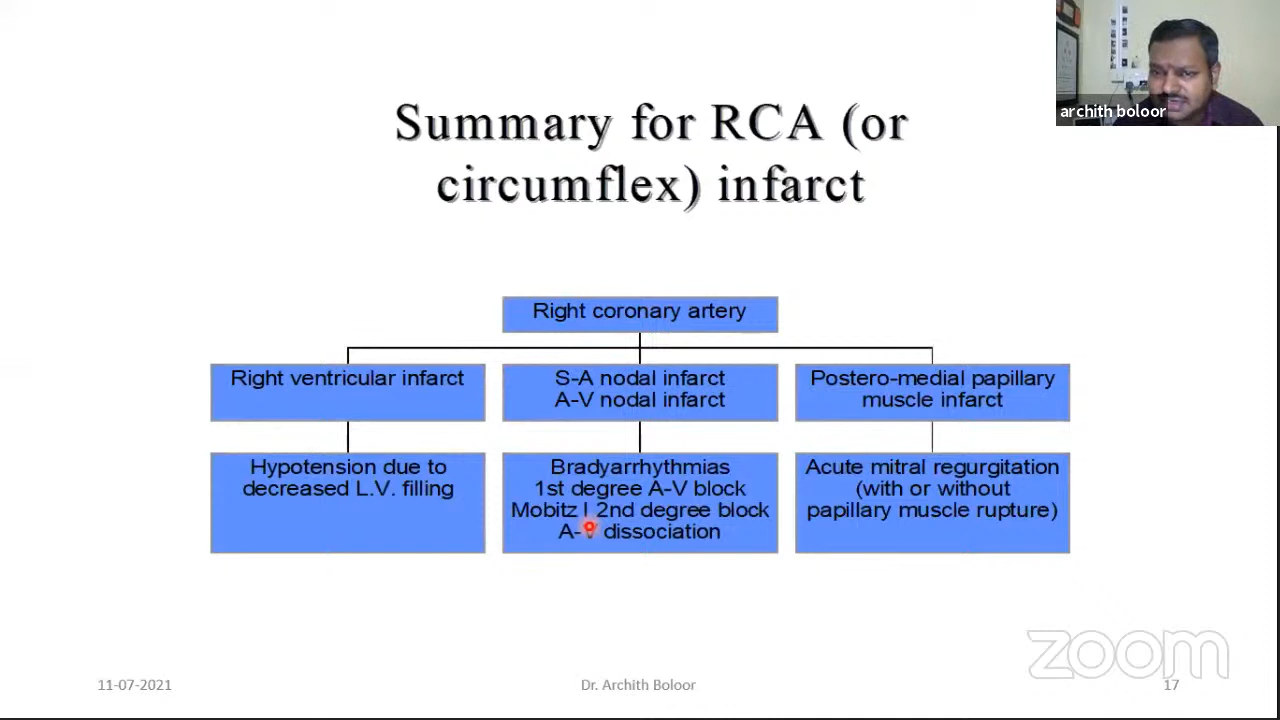 archith boloor
Summary for RCA (or
circumflex) infarct
Right coronary artery
Right ventricular infarct
S-A nodal infarct
A-V nodal infarct
Postero-medial papillary
muscle infarct
Hypotension due to
decreased L.V. filling
Bradyarrhythmias
1st degree A-V block
Mobitz I 2nd degree block
A-V dissociation
Acute mitral regurgitation
(with or without
papillary muscle rupture)
zoom
11-07-2021
Dr. Archith Boloor
17